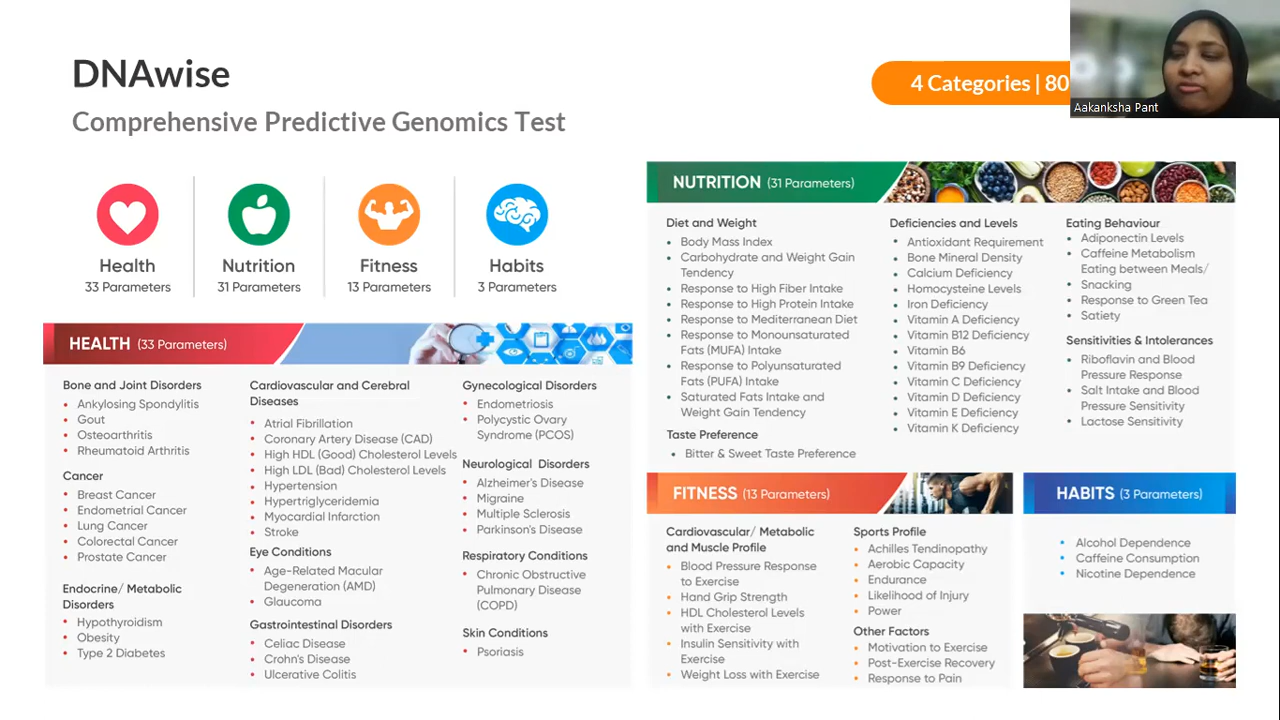 DNAwise
Comprehensive Predictive Genomics Test
4 Categories | 80
Aakanksha Pant
Health
33 Parameters
Nutrition
31 Parameters
Fitness
13 Parameters
Habits
3 Parameters
HEALTH (33 Parameters)
Bone and Joint Disorders
• Ankylosing Spondylitis
• Gout
• Osteoarthritis
• Rheumatoid Arthritis
Cancer
• Breast Cancer
• Endometrial Cancer
• Lung Cancer
• Colorectal Cancer
• Prostate Cancer
Endocrine/ Metabolic
Disorders
• Hypothyroidism
• Obesity
• Type 2 Diabetes
Cardiovascular and Cerebral
Diseases
• Atrial Fibrillation
• Coronary Artery Disease (CAD)
• High HDL (Good) Cholesterol Levels
• High LDL (Bad) Cholesterol Levels
• Hypertension
• Hypertriglyceridemia
• Myocardial Infarction
• Stroke
Eye Conditions
• Age-Related Macular
Degeneration (AMD)
• Glaucoma
Gastrointestinal Disorders
• Celiac Disease
• Crohn's Disease
• Ulcerative Colitis
Gynecological Disorders
• Endometriosis
• Polycystic Ovary
Syndrome (PCOS)
Neurological Disorders
• Alzheimer's Disease
• Migraine
• Multiple Sclerosis
• Parkinson's Disease
Respiratory Conditions
• Chronic Obstructive
Pulmonary Disease
(COPD)
Skin Conditions
• Psoriasis
NUTRITION (31 Parameters)
Diet and Weight
• Body Mass Index
• Carbohydrate and Weight Gain
Tendency
• Response to High Fiber Intake
• Response to High Protein Intake
• Response to Mediterranean Diet
• Response to Monounsaturated
Fats (MUFA) Intake
• Response to Polyunsaturated
Fats (PUFA) Intake
• Saturated Fats Intake and
Weight Gain Tendency
Taste Preference
• Bitter & Sweet Taste Preference
Deficiencies and Levels
• Antioxidant Requirement
• Bone Mineral Density
• Calcium Deficiency
• Homocysteine Levels
• Iron Deficiency
• Vitamin A Deficiency
• Vitamin B12 Deficiency
• Vitamin B6
• Vitamin B9 Deficiency
• Vitamin C Deficiency
• Vitamin D Deficiency
• Vitamin E Deficiency
• Vitamin K Deficiency
Eating Behaviour
• Adiponectin Levels
• Caffeine Metabolism
Eating between Meals/
• Snacking
• Response to Green Tea
• Satiety
Sensitivities & Intolerances
• Riboflavin and Blood
Pressure Response
• Salt Intake and Blood
Pressure Sensitivity
• Lactose Sensitivity
FITNESS (13 Parameters)
Cardiovascular/ Metabolic
and Muscle Profile
• Blood Pressure Response
to Exercise
• Hand Grip Strength
• HDL Cholesterol Levels
with Exercise
• Insulin Sensitivity with
Exercise
• Weight Loss with Exercise
Sports Profile
• Achilles Tendinopathy
• Aerobic Capacity
• Endurance
• Likelihood of Injury
• Power
Other Factors
• Motivation to Exercise
• Post-Exercise Recovery
• Response to Pain
HABITS (3 Parameters)
• Alcohol Dependence
• Caffeine Consumption
• Nicotine Dependence